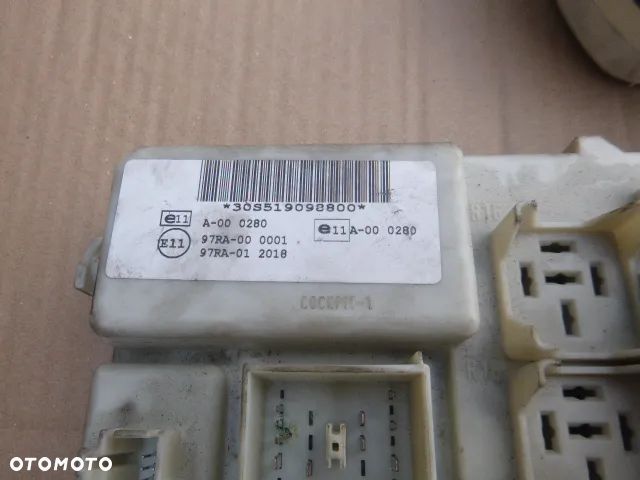 *30S519098800*
e11 A-00 0280
e11 A-00 0280
E11 97RA-00 0001
97RA-01 2018
COCKPIT-1
OTOMOTO